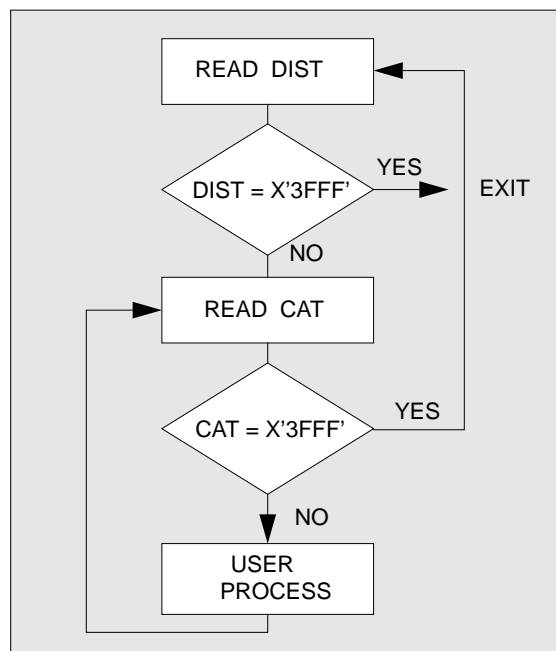 READ DIST
YES
DIST = X'3FFF'
EXIT
NO
READ CAT
YES
CAT = X'3FFF'
NO
USER
PROCESS